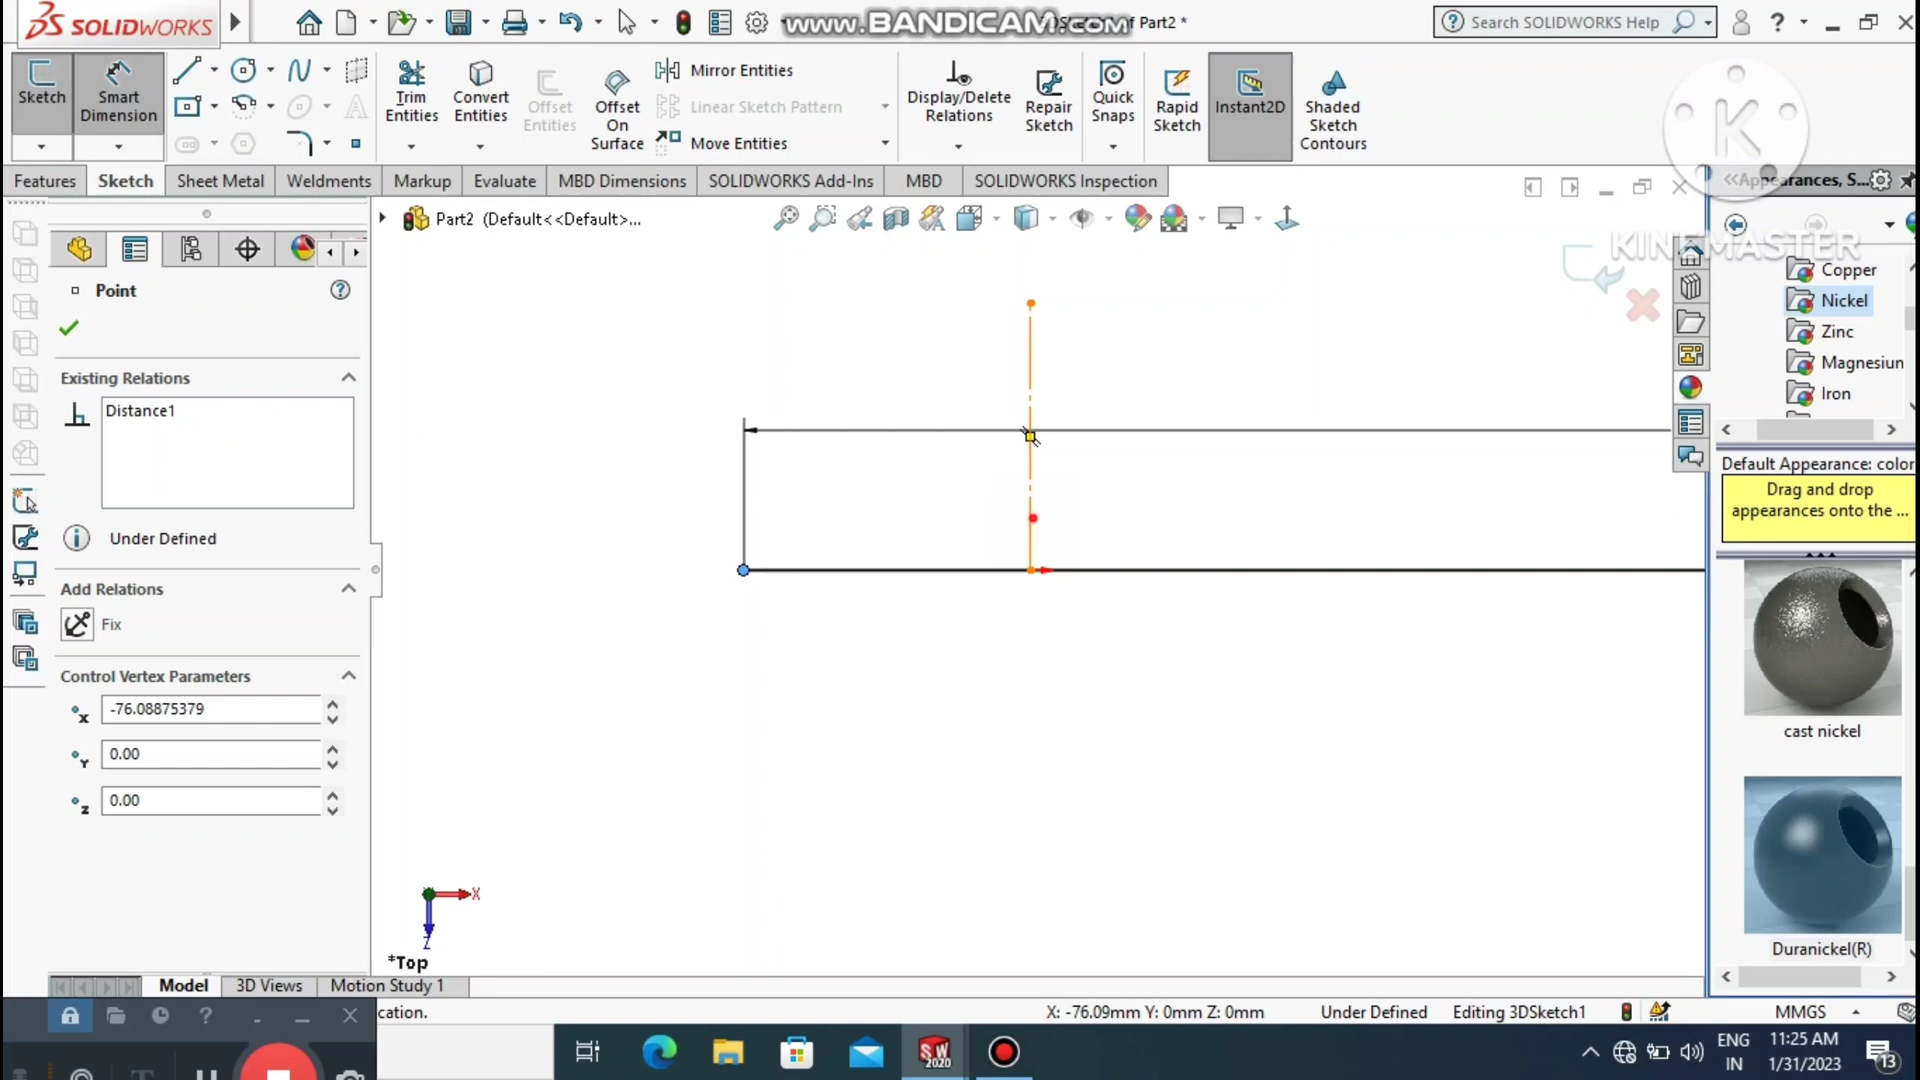 SOLIDWORKS
www.BANDICAM.com
of Part2 *
Search SOLIDWORKS Help
Sketch
Smart Dimension
Trim Entities
Convert Entities
Offset Entities
Offset On Surface
Mirror Entities
Linear Sketch Pattern
Move Entities
Display/Delete Relations
Repair Sketch
Quick Snaps
Rapid Sketch
Instant2D
Shaded Sketch Contours
K
Features
Sketch
Sheet Metal
Weldments
Markup
Evaluate
MBD Dimensions
SOLIDWORKS Add-Ins
MBD
SOLIDWORKS Inspection
Appearances, S...
Part2 (Default<<Default>...
KINEMASTER
Point
Existing Relations
Distance1
Under Defined
Add Relations
Fix
Control Vertex Parameters
X -76.08875379
Y 0.00
Z 0.00
Copper
Nickel
Zinc
Magnesiun
Iron
Default Appearance: color
Drag and drop
appearances onto the ...
cast nickel
Duranickel(R)
X
Z
*Top
Model
3D Views
Motion Study 1
cation.
X: -76.09mm Y: 0mm Z: 0mm
Under Defined
Editing 3DSketch1
MMGS
SW 2020
ENG
IN
11:25 AM
1/31/2023
13